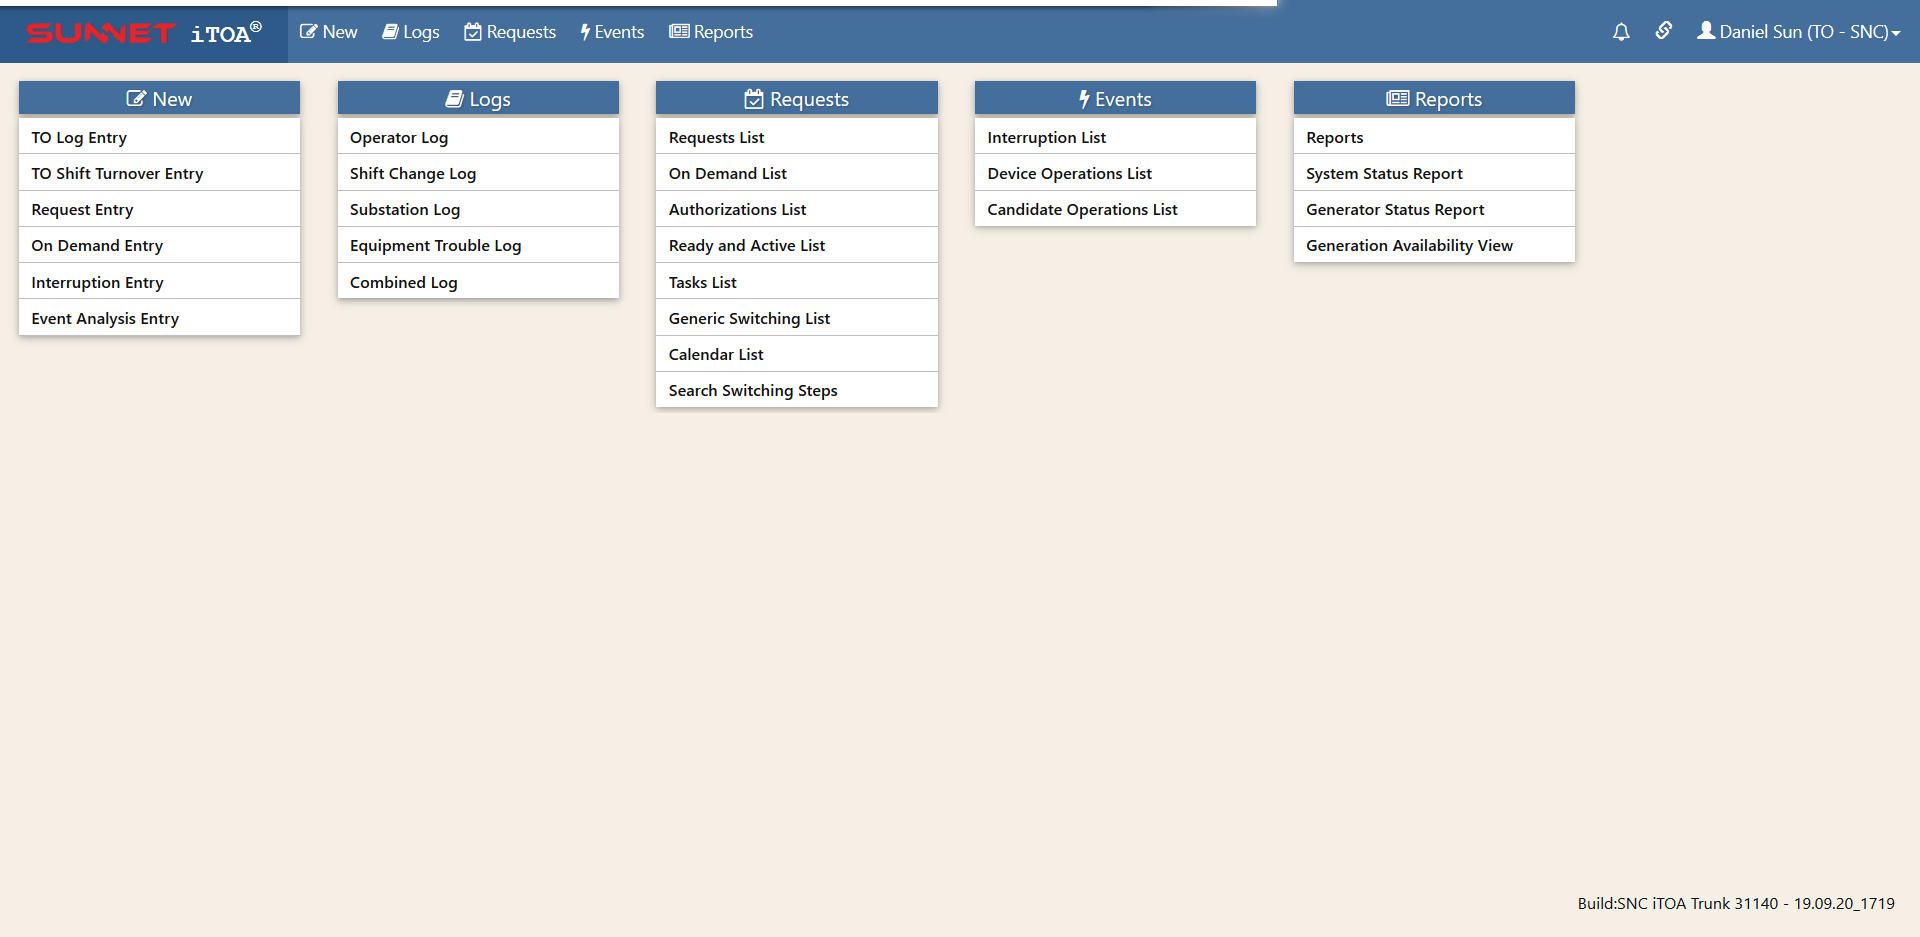 SUNNET iTOA® New Logs Requests Events Reports Daniel Sun (TO - SNC)
New
TO Log Entry
TO Shift Turnover Entry
Request Entry
On Demand Entry
Interruption Entry
Event Analysis Entry
Logs
Operator Log
Shift Change Log
Substation Log
Equipment Trouble Log
Combined Log
Requests
Requests List
On Demand List
Authorizations List
Ready and Active List
Tasks List
Generic Switching List
Calendar List
Search Switching Steps
Events
Interruption List
Device Operations List
Candidate Operations List
Reports
Reports
System Status Report
Generator Status Report
Generation Availability View
Build:SNC iTOA Trunk 31140 - 19.09.20_1719